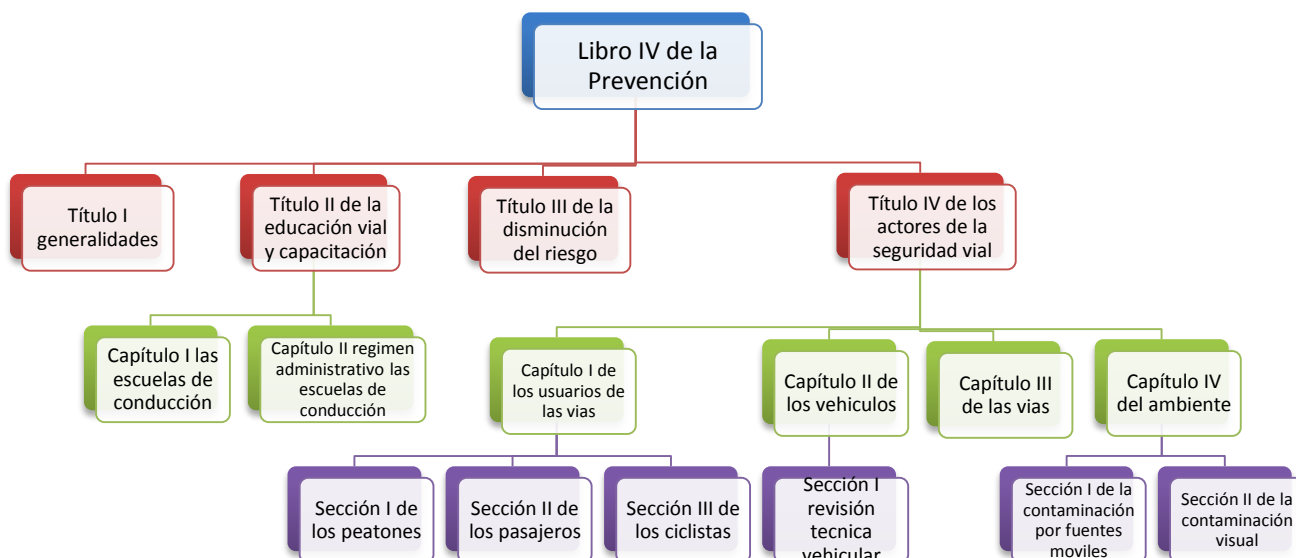 Libro IV de la
Prevención
Título I
generalidades
Título II de la
educación vial
y capacitación
Título III de la
disminución
del riesgo
Título IV de los
actores de la
seguridad vial
Capítulo I las
escuelas de
conducción
Capítulo II regimen
administrativo las
escuelas de
conducción
Capítulo I de
los usuarios de
las vias
Capítulo II de
los vehiculos
Capítulo III
de las vias
Capítulo IV
del ambiente
Sección I de
los peatones
Sección II de
los pasajeros
Sección III de
los ciclistas
Sección I
revisión
tecnica
vehicular
Sección I de la
contaminación
por fuentes
moviles
Sección II de la
contaminación
visual